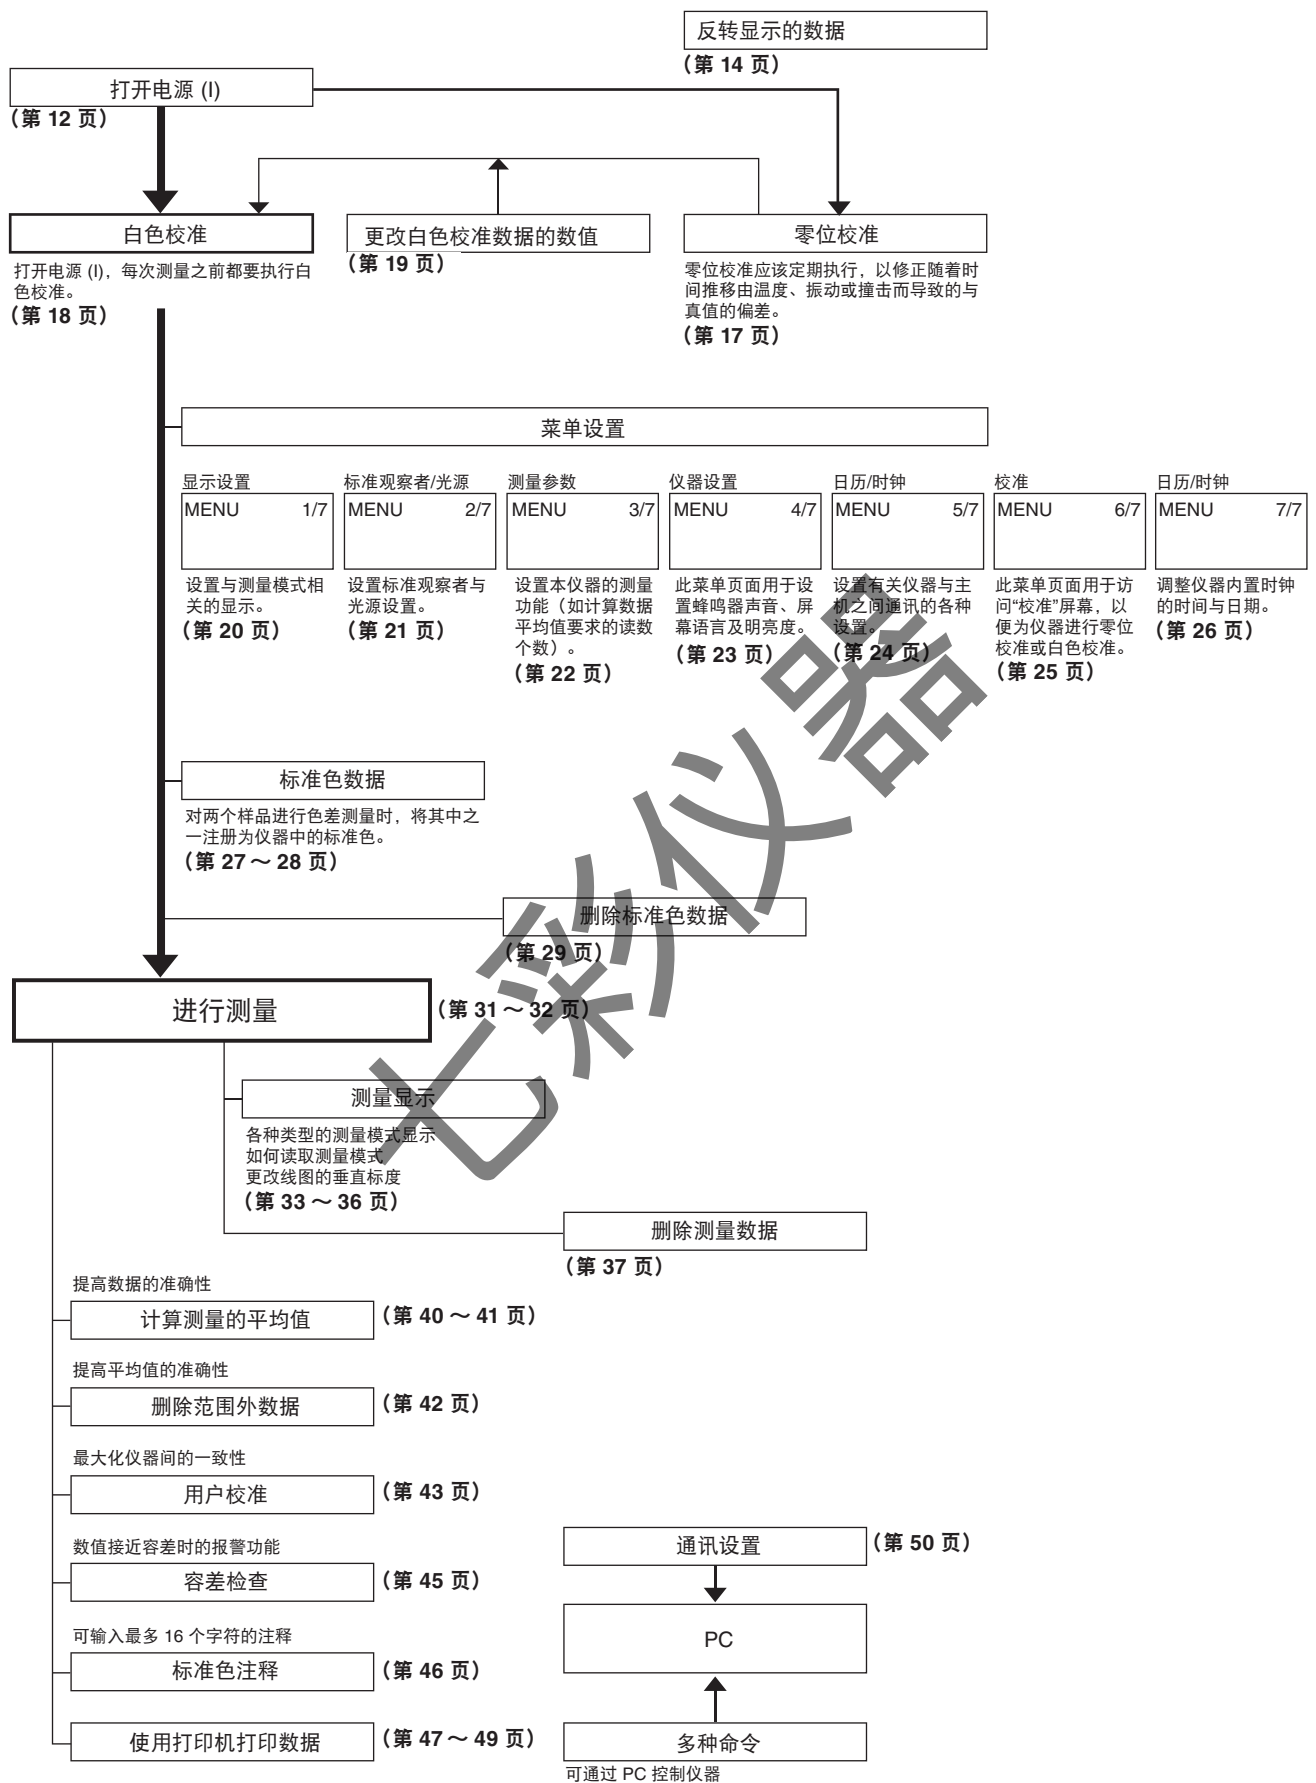 反转显示的数据
（第 14 页）
打开电源 (I)
（第 12 页）
白色校准
打开电源 (I)，每次测量之前都要执行白
色校准。
（第 18 页）
更改白色校准数据的数值
（第 19 页）
零位校准
零位校准应该定期执行，以修正随着时
间推移由温度、振动或撞击而导致的与
真值的偏差。
（第 17 页）
菜单设置
显示设置
MENU 1/7
设置与测量模式相
关的显示。
（第 20 页）
标准观察者/光源
MENU 2/7
设置标准观察者与
光源设置。
（第 21 页）
测量参数
MENU 3/7
设置本仪器的测量
功能（如计算数据
平均值要求的读数
个数）。
（第 22 页）
仪器设置
MENU 4/7
此菜单页面用于设
置蜂鸣器声音、屏
幕语言及明亮度。
（第 23 页）
日历/时钟
MENU 5/7
设置有关仪器与主
机之间通讯的各种
设置。
（第 24 页）
校准
MENU 6/7
此菜单页面用于访
问“校准”屏幕，以
便为仪器进行零位
校准或白色校准。
（第 25 页）
日历/时钟
MENU 7/7
调整仪器内置时钟
的时间与日期。
（第 26 页）
标准色数据
对两个样品进行色差测量时，将其中之
一注册为仪器中的标准色。
（第 27～28 页）
删除标准色数据
（第 29 页）
进行测量
（第 31～32 页）
测量显示
各种类型的测量模式显示
如何读取测量模式
更改线图的垂直标度
（第 33～36 页）
删除测量数据
（第 37 页）
提高数据的准确性
计算测量的平均值
（第 40～41 页）
提高平均值的准确性
删除范围外数据
（第 42 页）
最大化仪器间的一致性
用户校准
（第 43 页）
数值接近容差时的报警功能
容差检查
（第 45 页）
可输入最多 16 个字符的注释
标准色注释
（第 46 页）
使用打印机打印数据
（第 47～49 页）
通讯设置
（第 50 页）
PC
多种命令
可通过 PC 控制仪器
七彩仪器